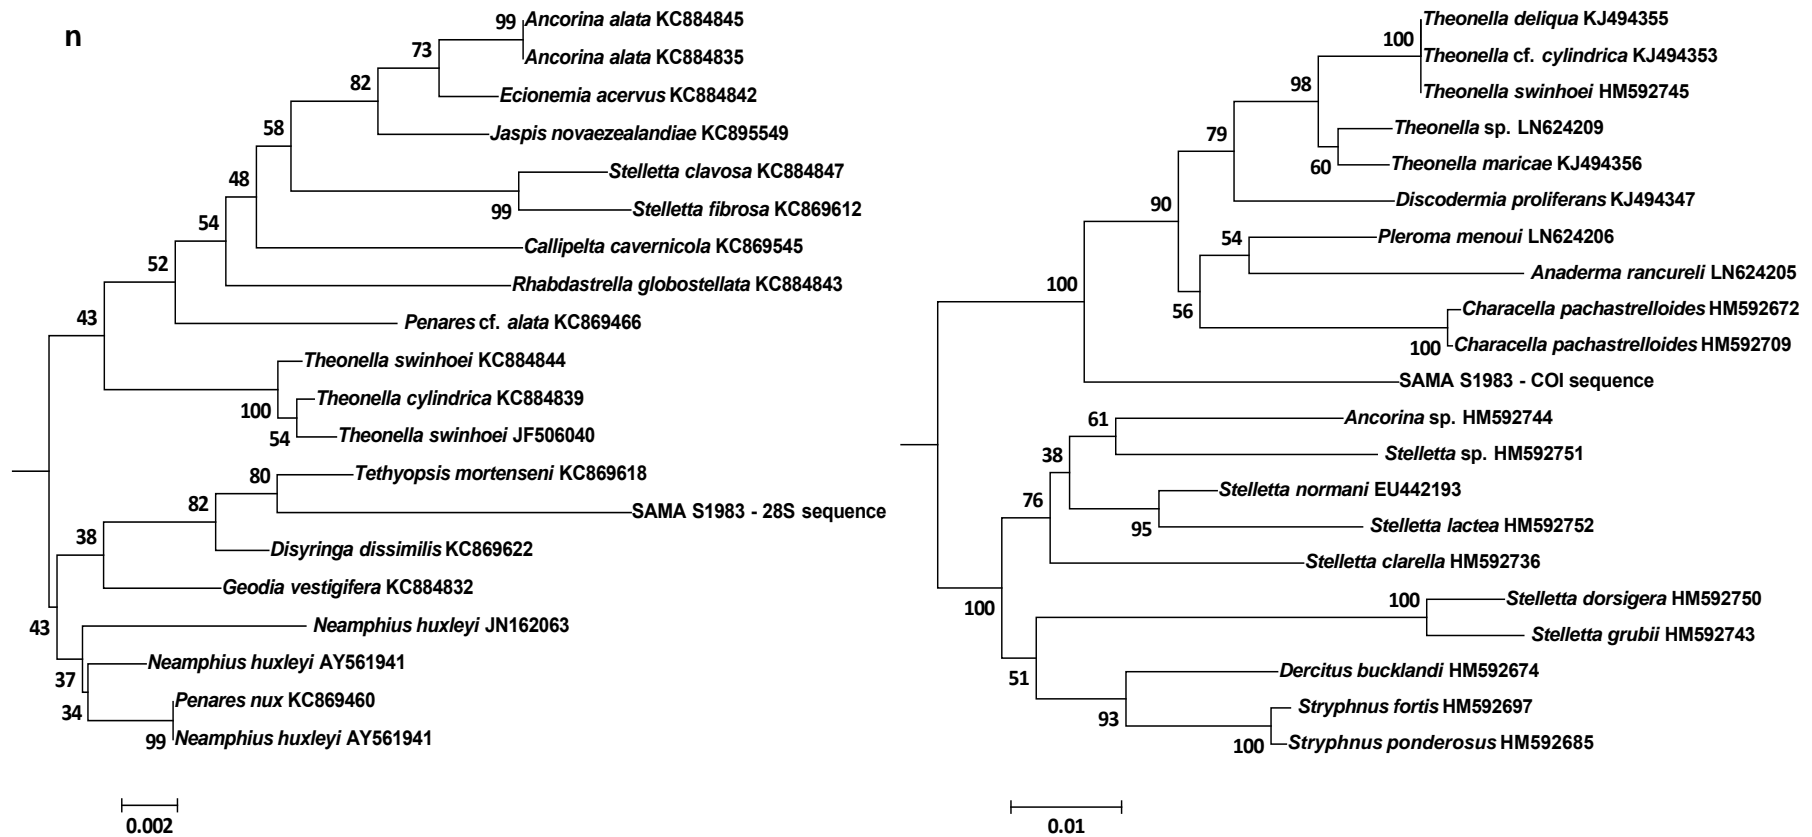 n
99
Ancorina alata KC884845
73
Ancorina alata KC884835
82
Ecionemia acervus KC884842
58
Jaspis novaezealandiae KC895549
48
Stelletta clavosa KC884847
99
Stelletta fibrosa KC869612
54
Callipelta cavernicola KC869545
52
Rhabdastrella globostellata KC884843
43
Penares cf. alata KC869466
Theonella swinhoei KC884844
100
Theonella cylindrica KC884839
54
Theonella swinhoei JF506040
80
Tethyopsis mortenseni KC869618
82
SAMA S1983 - 28S sequence
38
Disyringa dissimilis KC869622
Geodia vestigifera KC884832
43
Neamphius huxleyi JN162063
37
Neamphius huxleyi AY561941
34
Penares nux KC869460
99
Neamphius huxleyi AY561941
0.002
Theonella deliqua KJ494355
100
Theonella cf. cylindrica KJ494353
98
Theonella swinhoei HM592745
79
Theonella sp. LN624209
60
Theonella maricae KJ494356
90
Discodermia proliferans KJ494347
54
Pleroma menoui LN624206
100
Anaderma rancureli LN624205
56
Characella pachastrelloides HM592672
100
Characella pachastrelloides HM592709
SAMA S1983 - COI sequence
61
Ancorina sp. HM592744
38
Stelletta sp. HM592751
76
Stelletta normani EU442193
95
Stelletta lactea HM592752
Stelletta clarella HM592736
100
100
Stelletta dorsigera HM592750
Stelletta grubii HM592743
51
Dercitus bucklandi HM592674
93
Stryphnus fortis HM592697
100
Stryphnus ponderosus HM592685
0.01